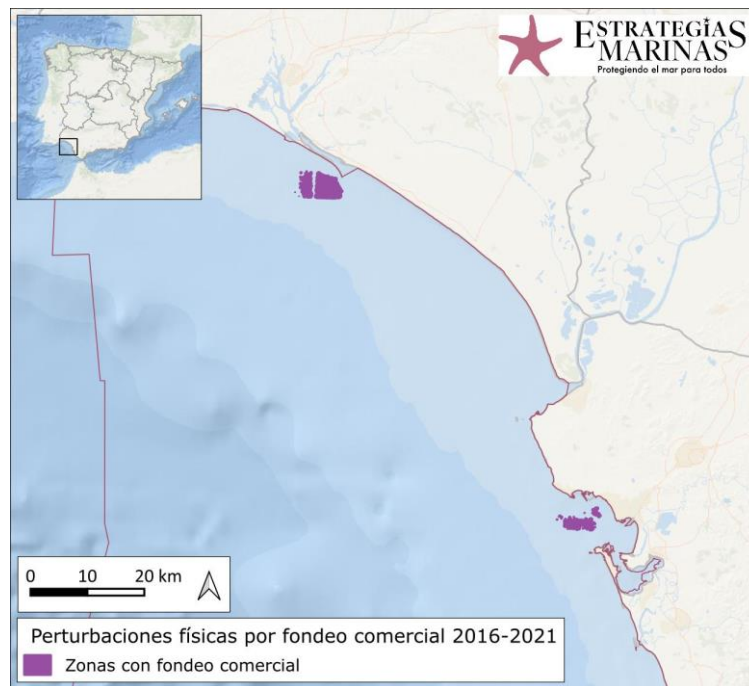 ESTRATEGIAS
MARINAS
Protegiendo el mar para todos
0 10 20 km
Perturbaciones físicas por fondeo comercial 2016-2021
Zonas con fondeo comercial